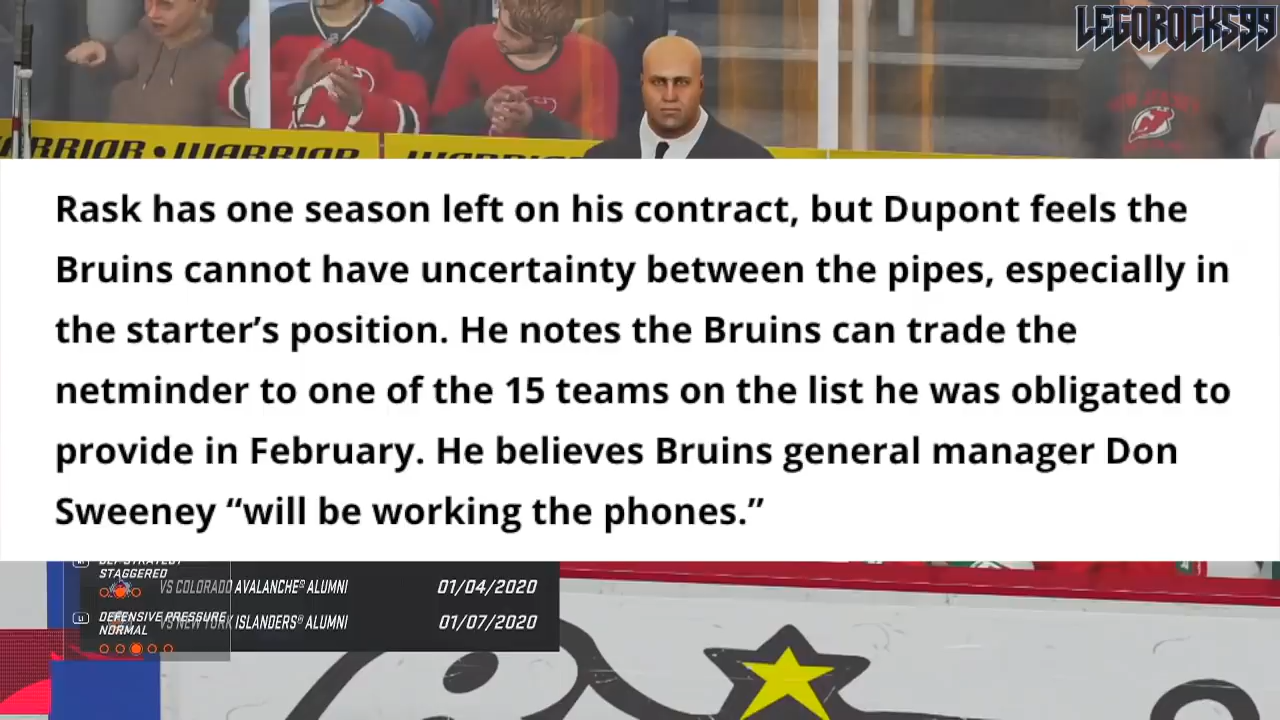 LEGOROCKS99
WARRIOR • WARRIOR WARRIOR
Rask has one season left on his contract, but Dupont feels the
Bruins cannot have uncertainty between the pipes, especially in
the starter’s position. He notes the Bruins can trade the
netminder to one of the 15 teams on the list he was obligated to
provide in February. He believes Bruins general manager Don
Sweeney “will be working the phones.”
STAGGERED
VS COLORADO AVALANCHE® ALUMNI 01/04/2020
L1 DEFENSIVE PRESSURE
VS NEW YORK ISLANDERS® ALUMNI 01/07/2020
NORMAL